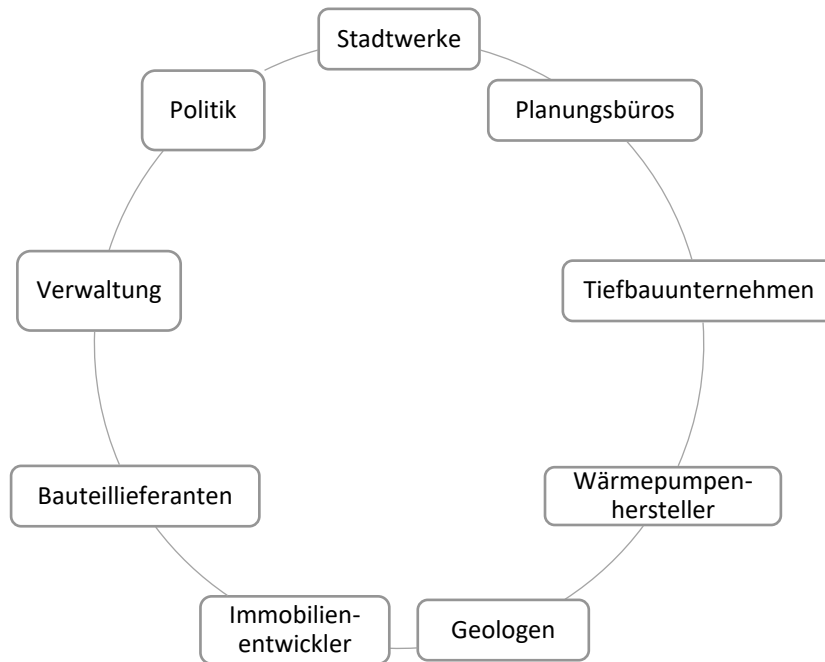 Stadtwerke
Planungsbüros
Tiefbauunternehmen
Wärmepumpen-
hersteller
Geologen
Immobilien-
entwickler
Bauteillieferanten
Verwaltung
Politik